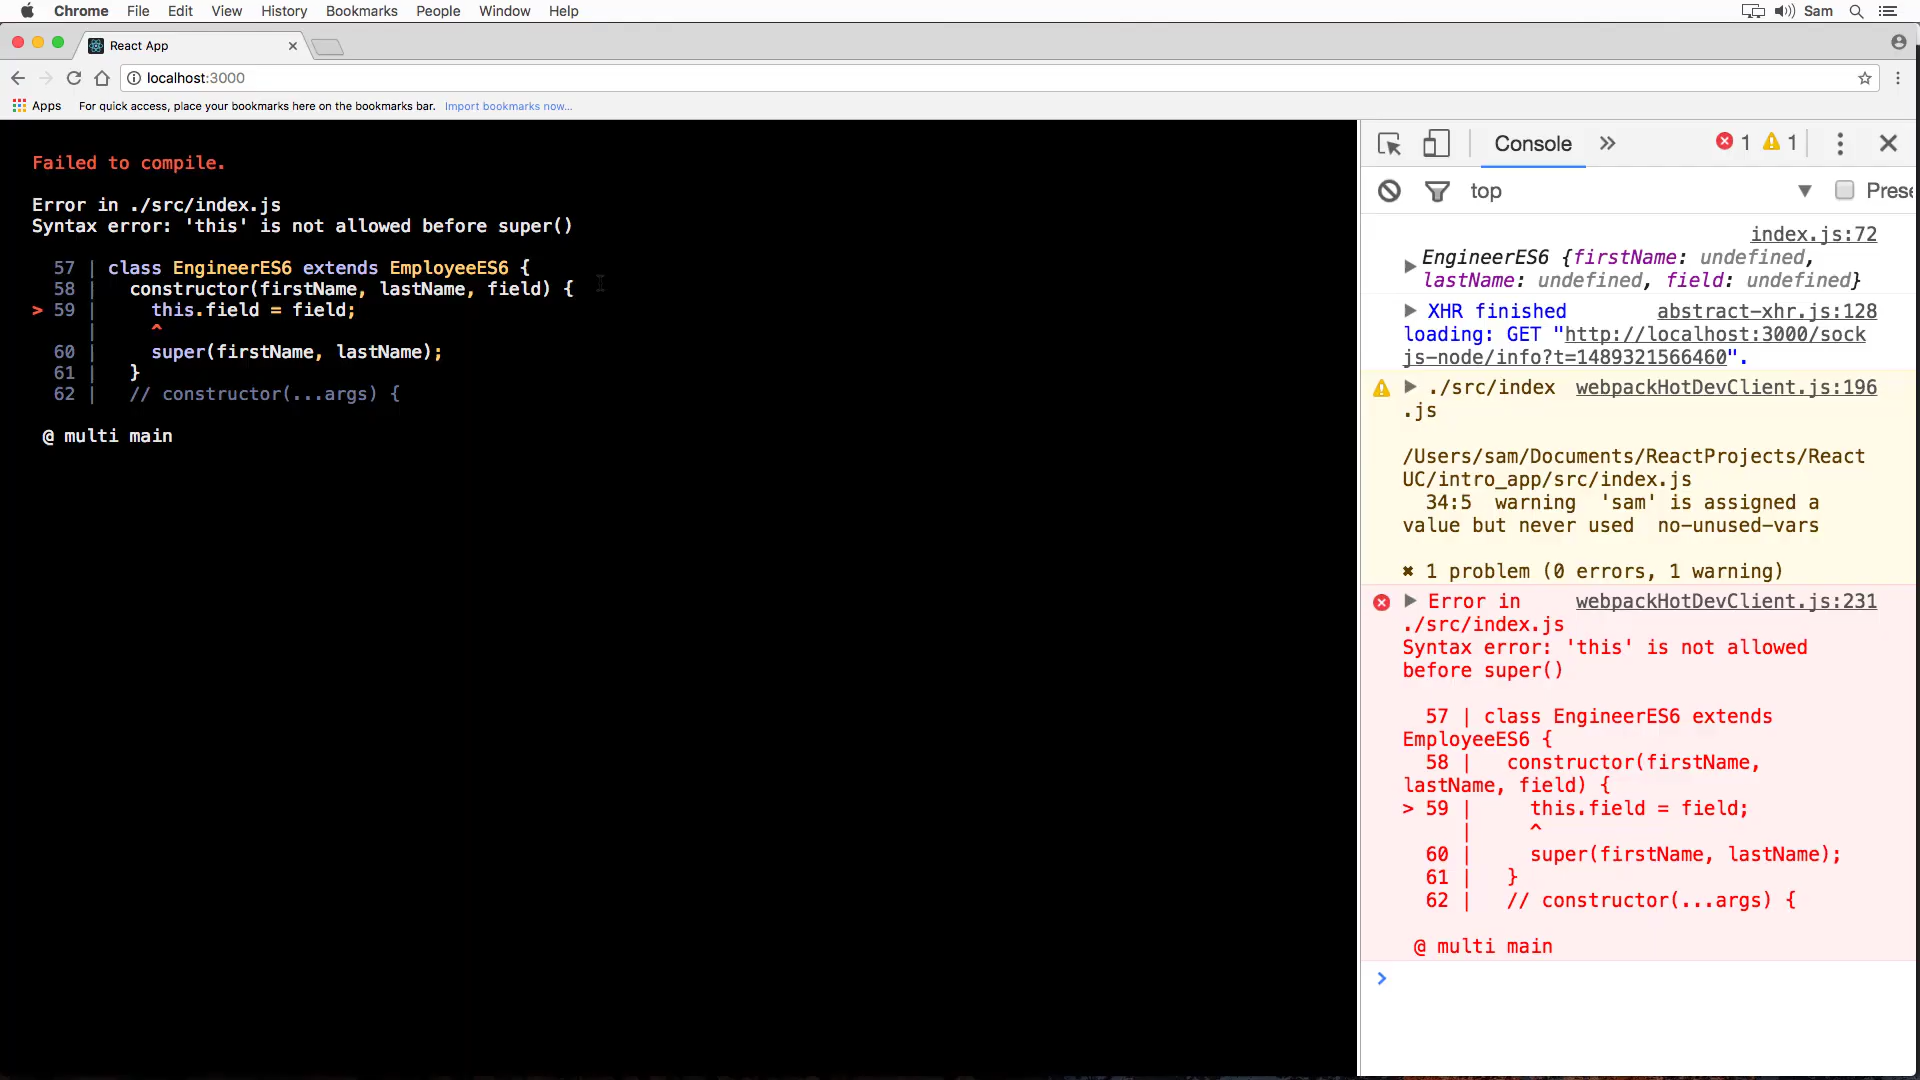 Chrome File Edit View History Bookmarks People Window Help Sam
React App
localhost:3000
Apps For quick access, place your bookmarks here on the bookmarks bar. Import bookmarks now...
Failed to compile.
Error in ./src/index.js
Syntax error: 'this' is not allowed before super()
57 | class EngineerES6 extends EmployeeES6 {
58 |   constructor(firstName, lastName, field) {
> 59 |     this.field = field;
|     ^
60 |     super(firstName, lastName);
61 |   }
62 |   // constructor(...args) {
@ multi main
Console » 1 1
top Prese
index.js:72
EngineerES6 {firstName: undefined,
lastName: undefined, field: undefined}
XHR finished abstract-xhr.js:128
loading: GET "http://localhost:3000/sock
js-node/info?t=1489321566460".
./src/index webpackHotDevClient.js:196
.js
/Users/sam/Documents/ReactProjects/React
UC/intro_app/src/index.js
34:5  warning  'sam' is assigned a
value but never used  no-unused-vars
✖ 1 problem (0 errors, 1 warning)
Error in webpackHotDevClient.js:231
./src/index.js
Syntax error: 'this' is not allowed
before super()
57 | class EngineerES6 extends
EmployeeES6 {
58 |   constructor(firstName,
lastName, field) {
> 59 |     this.field = field;
|     ^
60 |     super(firstName, lastName);
61 |   }
62 |   // constructor(...args) {
@ multi main